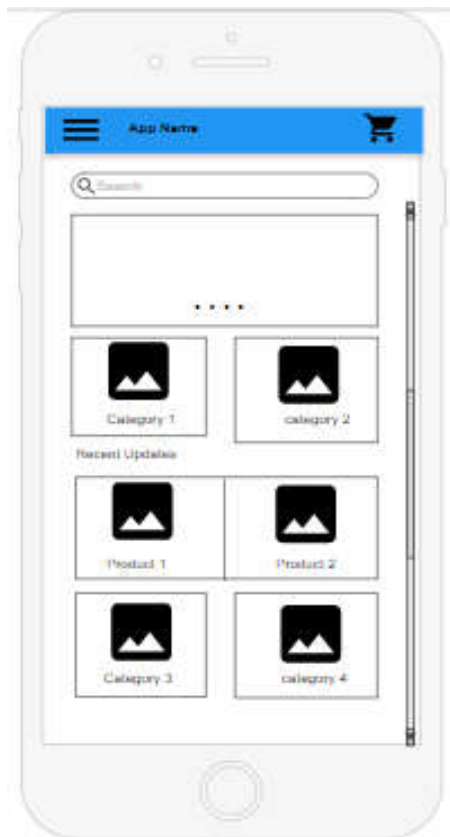 App Name
Search
Category 1
category 2
Recent Updates
Product 1
Product 2
Category 3
category 4